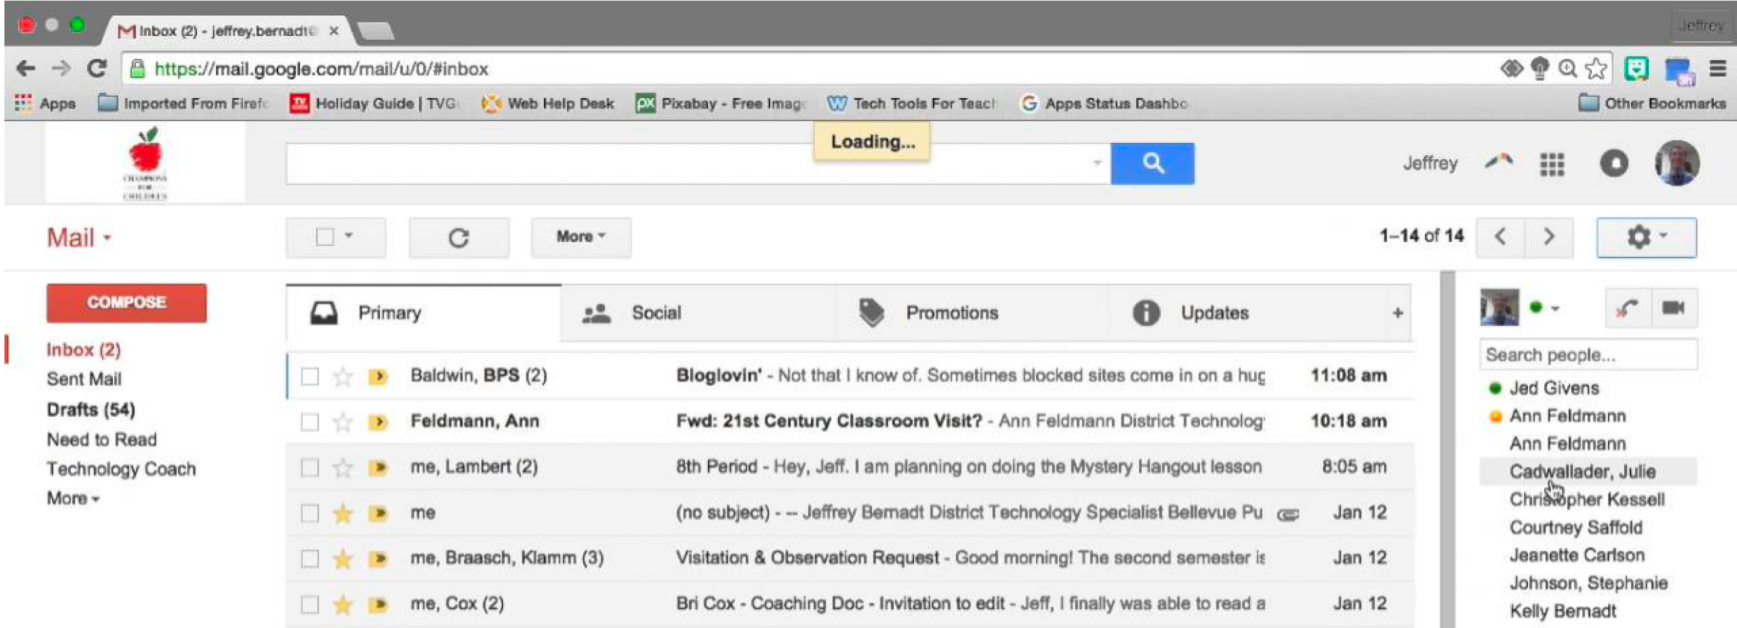 Inbox (2) - jeffrey.bernadt
Jeffrey
https://mail.google.com/mail/u/0/#inbox
Apps Imported From Firefo Holiday Guide | TVG Web Help Desk Pixabay - Free Image Tech Tools For Teach Apps Status Dashbo Other Bookmarks
Loading...
CHAMPIONS
FOR
CHILDREN
Jeffrey
Mail
More
1–14 of 14
COMPOSE
Inbox (2)
Sent Mail
Drafts (54)
Need to Read
Technology Coach
More
Primary Social Promotions Updates +
Baldwin, BPS (2) Bloglovin' - Not that I know of. Sometimes blocked sites come in on a hug 11:08 am
Feldmann, Ann Fwd: 21st Century Classroom Visit? - Ann Feldmann District Technolog 10:18 am
me, Lambert (2) 8th Period - Hey, Jeff. I am planning on doing the Mystery Hangout lesson 8:05 am
me (no subject) - -- Jeffrey Bernadt District Technology Specialist Bellevue Pu Jan 12
me, Braasch, Klamm (3) Visitation & Observation Request - Good morning! The second semester is Jan 12
me, Cox (2) Bri Cox - Coaching Doc - Invitation to edit - Jeff, I finally was able to read a Jan 12
Search people...
Jed Givens
Ann Feldmann
Ann Feldmann
Cadwallader, Julie
Christopher Kessell
Courtney Saffold
Jeanette Carlson
Johnson, Stephanie
Kelly Bernadt